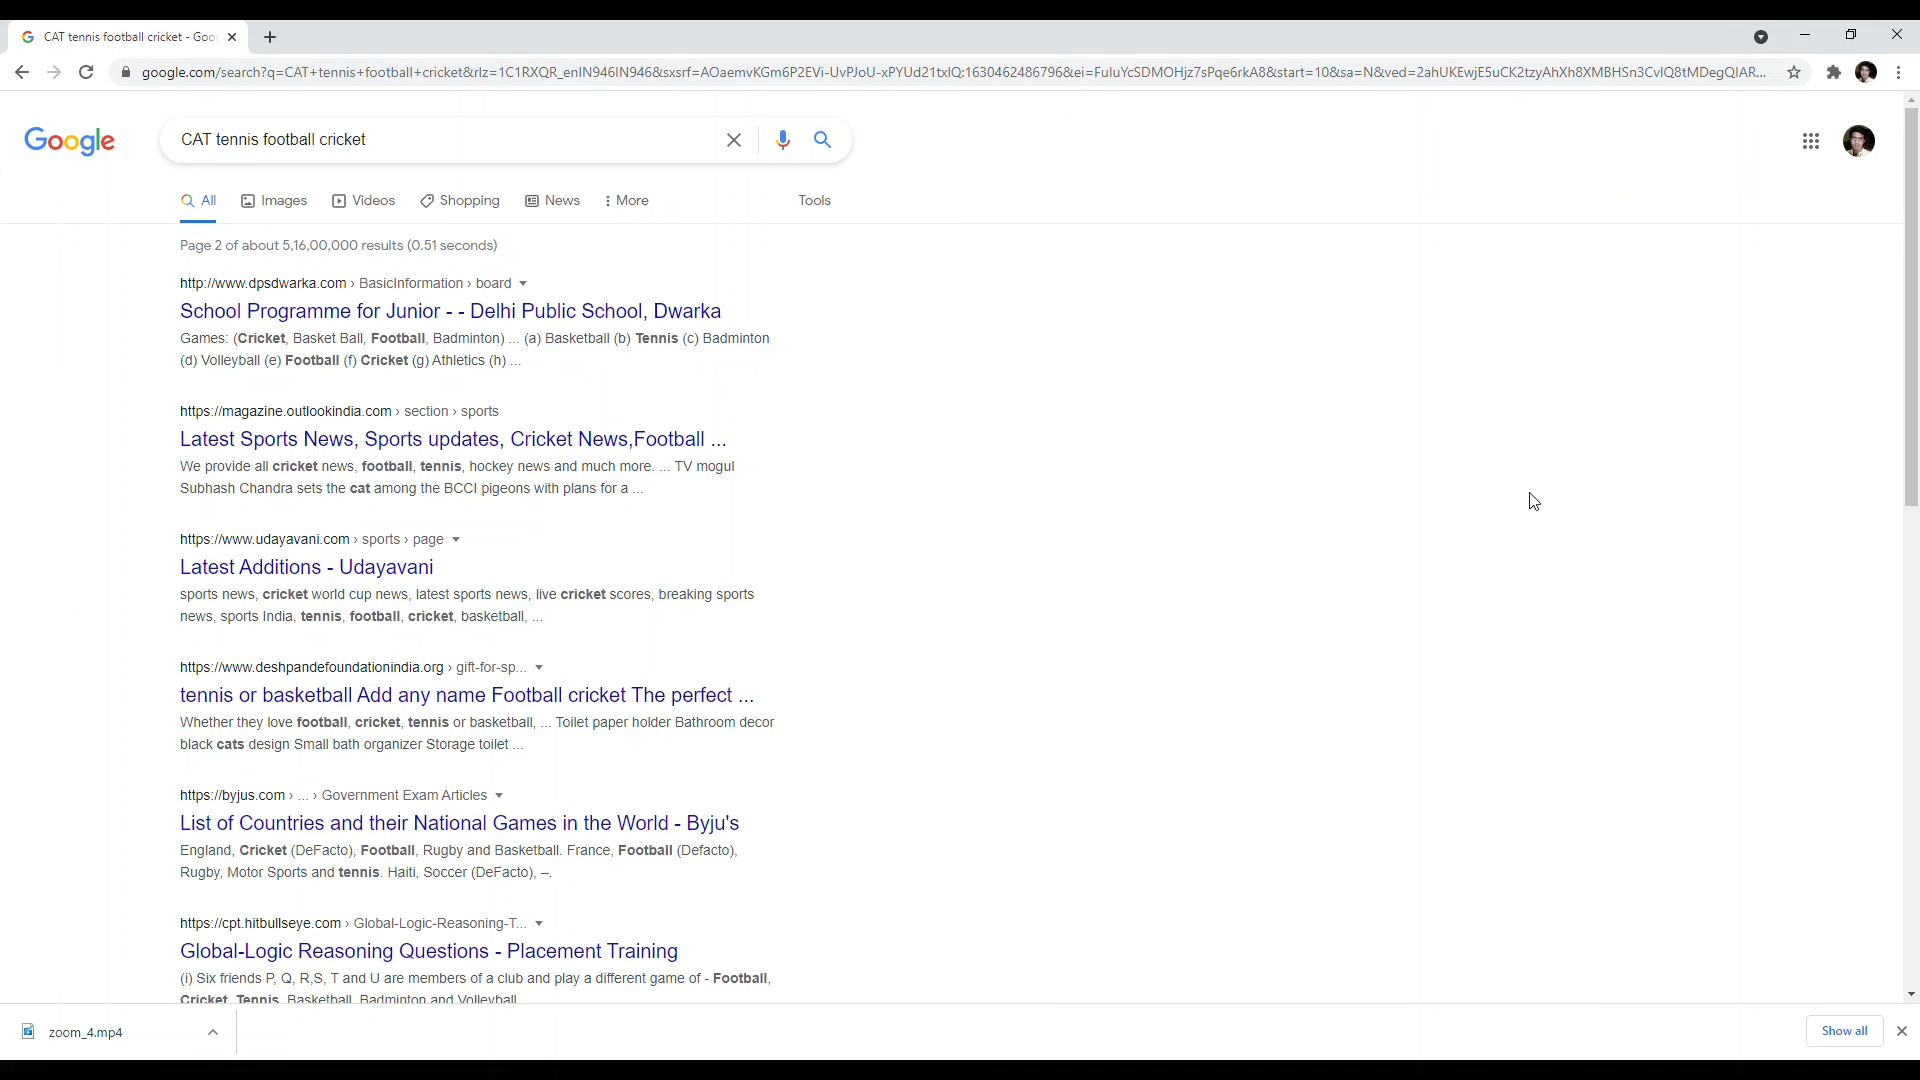 CAT tennis football cricket - Goo
google.com/search?q=CAT+tennis+football+cricket&rlz=1C1RXQR_enIN946IN946&sxsrf=AOaemvKGm6P2EVi-UvPJoU-xPYUd21txlQ:1630462486796&ei=FuIuYcSDMOHjz7sPqe6rkA8&start=10&sa=N&ved=2ahUKEwjE5uCK2tzyAhXh8XMBHSn3CvIQ8tMDegQIAR...
Google
CAT tennis football cricket
All Images Videos Shopping News More Tools
Page 2 of about 5,16,00,000 results (0.51 seconds)
http://www.dpsdwarka.com › BasicInformation › board
School Programme for Junior - - Delhi Public School, Dwarka
Games: (Cricket, Basket Ball, Football, Badminton) ... (a) Basketball (b) Tennis (c) Badminton
(d) Volleyball (e) Football (f) Cricket (g) Athletics (h) ...
https://magazine.outlookindia.com › section › sports
Latest Sports News, Sports updates, Cricket News,Football ...
We provide all cricket news, football, tennis, hockey news and much more. ... TV mogul
Subhash Chandra sets the cat among the BCCI pigeons with plans for a ...
https://www.udayavani.com › sports › page
Latest Additions - Udayavani
sports news, cricket world cup news, latest sports news, live cricket scores, breaking sports
news, sports India, tennis, football, cricket, basketball, ...
https://www.deshpandefoundationindia.org › gift-for-sp...
tennis or basketball Add any name Football cricket The perfect ...
Whether they love football, cricket, tennis or basketball, ... Toilet paper holder Bathroom decor
black cats design Small bath organizer Storage toilet ...
https://byjus.com › ... › Government Exam Articles
List of Countries and their National Games in the World - Byju's
England, Cricket (DeFacto), Football, Rugby and Basketball. France, Football (Defacto),
Rugby, Motor Sports and tennis. Haiti, Soccer (DeFacto), –.
https://cpt.hitbullseye.com › Global-Logic-Reasoning-T...
Global-Logic Reasoning Questions - Placement Training
(i) Six friends P, Q, R,S, T and U are members of a club and play a different game of - Football,
Cricket, Tennis, Basketball, Badminton and Volleyball
zoom_4.mp4
Show all